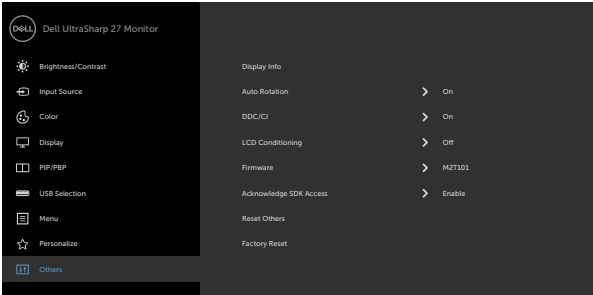 DELL Dell UltraSharp 27 Monitor
Brightness/Contrast
Input Source
Color
Display
PIP/PBP
USB Selection
Menu
Personalize
Others
Display Info
Auto Rotation On
DDC/CI On
LCD Conditioning Off
Firmware M2T101
Acknowledge SDK Access Enable
Reset Others
Factory Reset